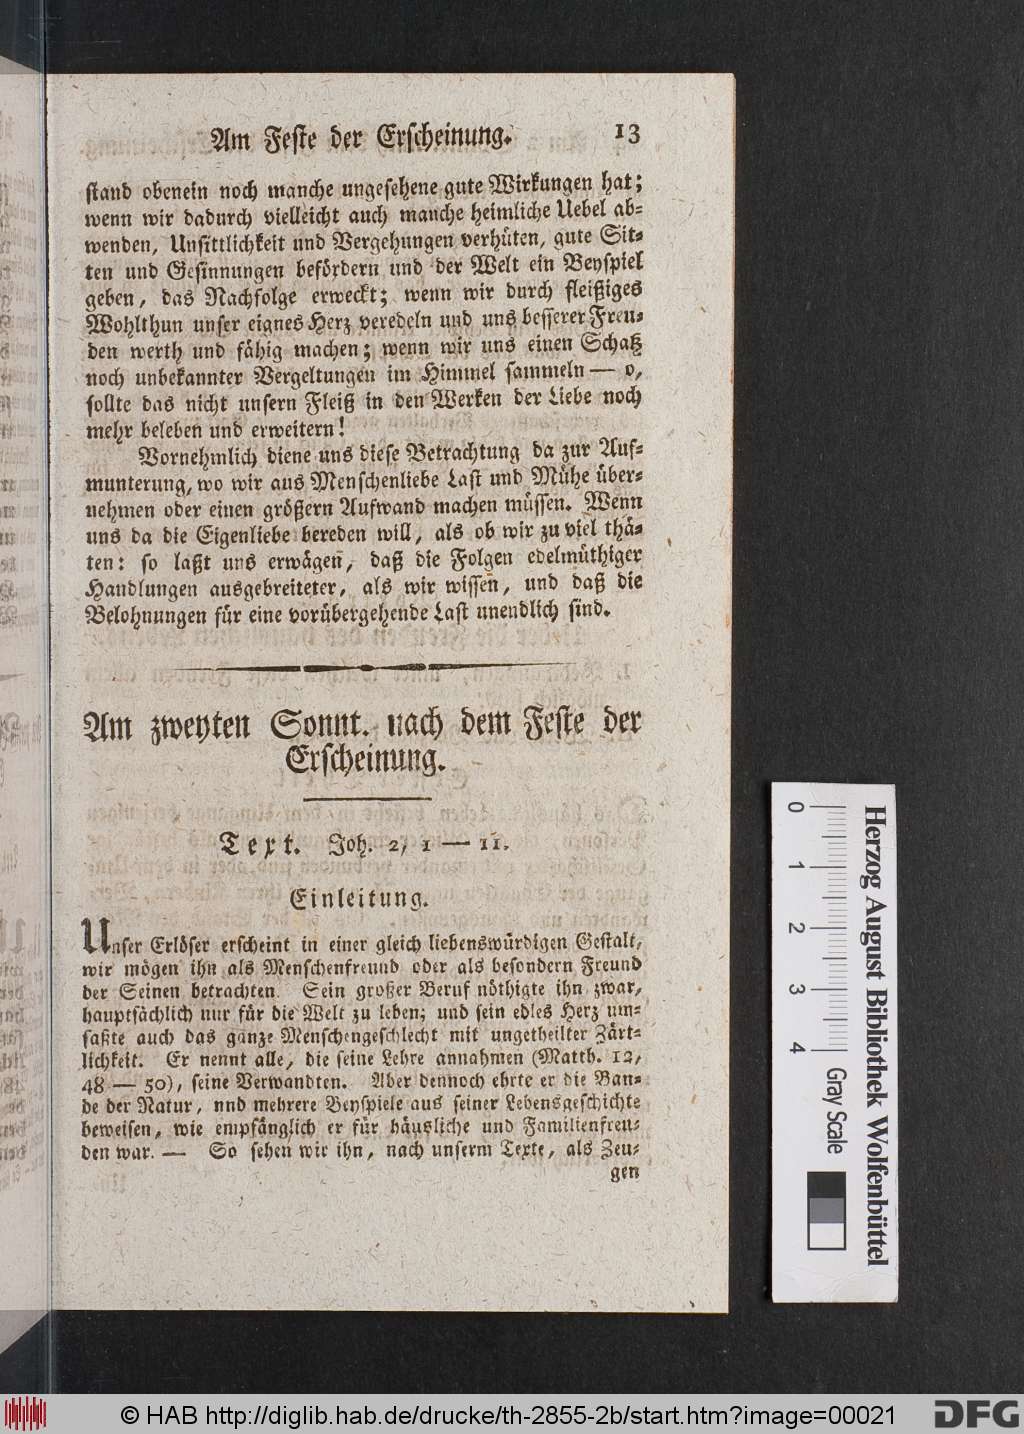 Am Feste der Erscheinung. 13
stand obenein noch manche ungesehene gute Wirkungen hat;
wenn wir dadurch vielleicht auch manche heimliche Uebel ab-
wenden, Unsittlichkeit und Vergehungen verhüten, gute Sit-
ten und Gesinnungen befördern und der Welt ein Beyspiel
geben, das Nachfolge erweckt; wenn wir durch fleißiges
Wohlthun unser eignes Herz veredeln und uns besserer Freu-
den werth und fähig machen; wenn wir uns einen Schatz
noch unbekannter Vergeltungen im Himmel sammeln — o,
sollte das nicht unsern Fleiß in den Werken der Liebe noch
mehr beleben und erweitern!
Vornehmlich diene uns diese Betrachtung da zur Auf-
munterung, wo wir aus Menschenliebe Last und Mühe über-
nehmen oder einen größern Aufwand machen müssen. Wenn
uns da die Eigenliebe bereden will, als ob wir zu viel thä-
ten: so laßt uns erwägen, daß die Folgen edelmüthiger
Handlungen ausgebreiteter, als wir wissen, und daß die
Belohnungen für eine vorübergehende Last unendlich sind.
Am zweyten Sonnt. nach dem Feste der
Erscheinung.
Text. Joh. 2, 1 — 11.
Einleitung.
Unser Erlöser erscheint in einer gleich liebenswürdigen Gestalt,
wir mögen ihn als Menschenfreund oder als besondern Freund
der Seinen betrachten. Sein großer Beruf nöthigte ihn zwar,
hauptsächlich nur für die Welt zu leben; und sein edles Herz um-
faßte auch das ganze Menschengeschlecht mit ungetheilter Zärt-
lichkeit. Er nennt alle, die seine Lehre annahmen (Matth. 12,
48 — 50), seine Verwandten. Aber dennoch ehrte er die Ban-
de der Natur, nnd mehrere Beyspiele aus seiner Lebensgeschichte
beweisen, wie empfänglich er für häusliche und Familienfreu-
den war. — So sehen wir ihn, nach unserm Texte, als Zeu-
gen
0 1 2 3 4 Gray Scale
Herzog August Bibliothek Wolfenbüttel
© HAB http://diglib.hab.de/drucke/th-2855-2b/start.htm?image=00021
DFG